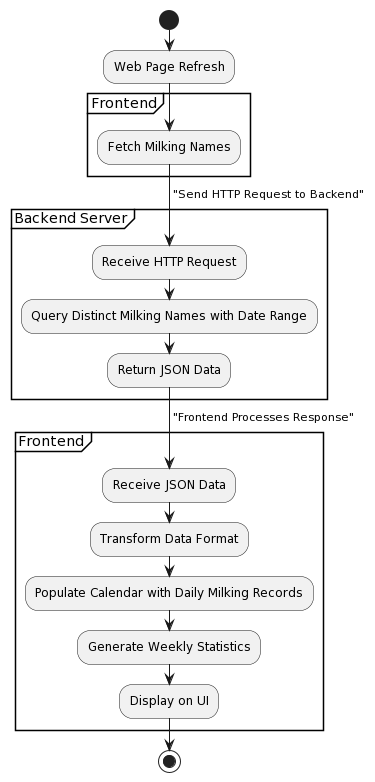 Web Page Refresh
Frontend
Fetch Milking Names
"Send HTTP Request to Backend"
Backend Server
Receive HTTP Request
Query Distinct Milking Names with Date Range
Return JSON Data
"Frontend Processes Response"
Frontend
Receive JSON Data
Transform Data Format
Populate Calendar with Daily Milking Records
Generate Weekly Statistics
Display on UI